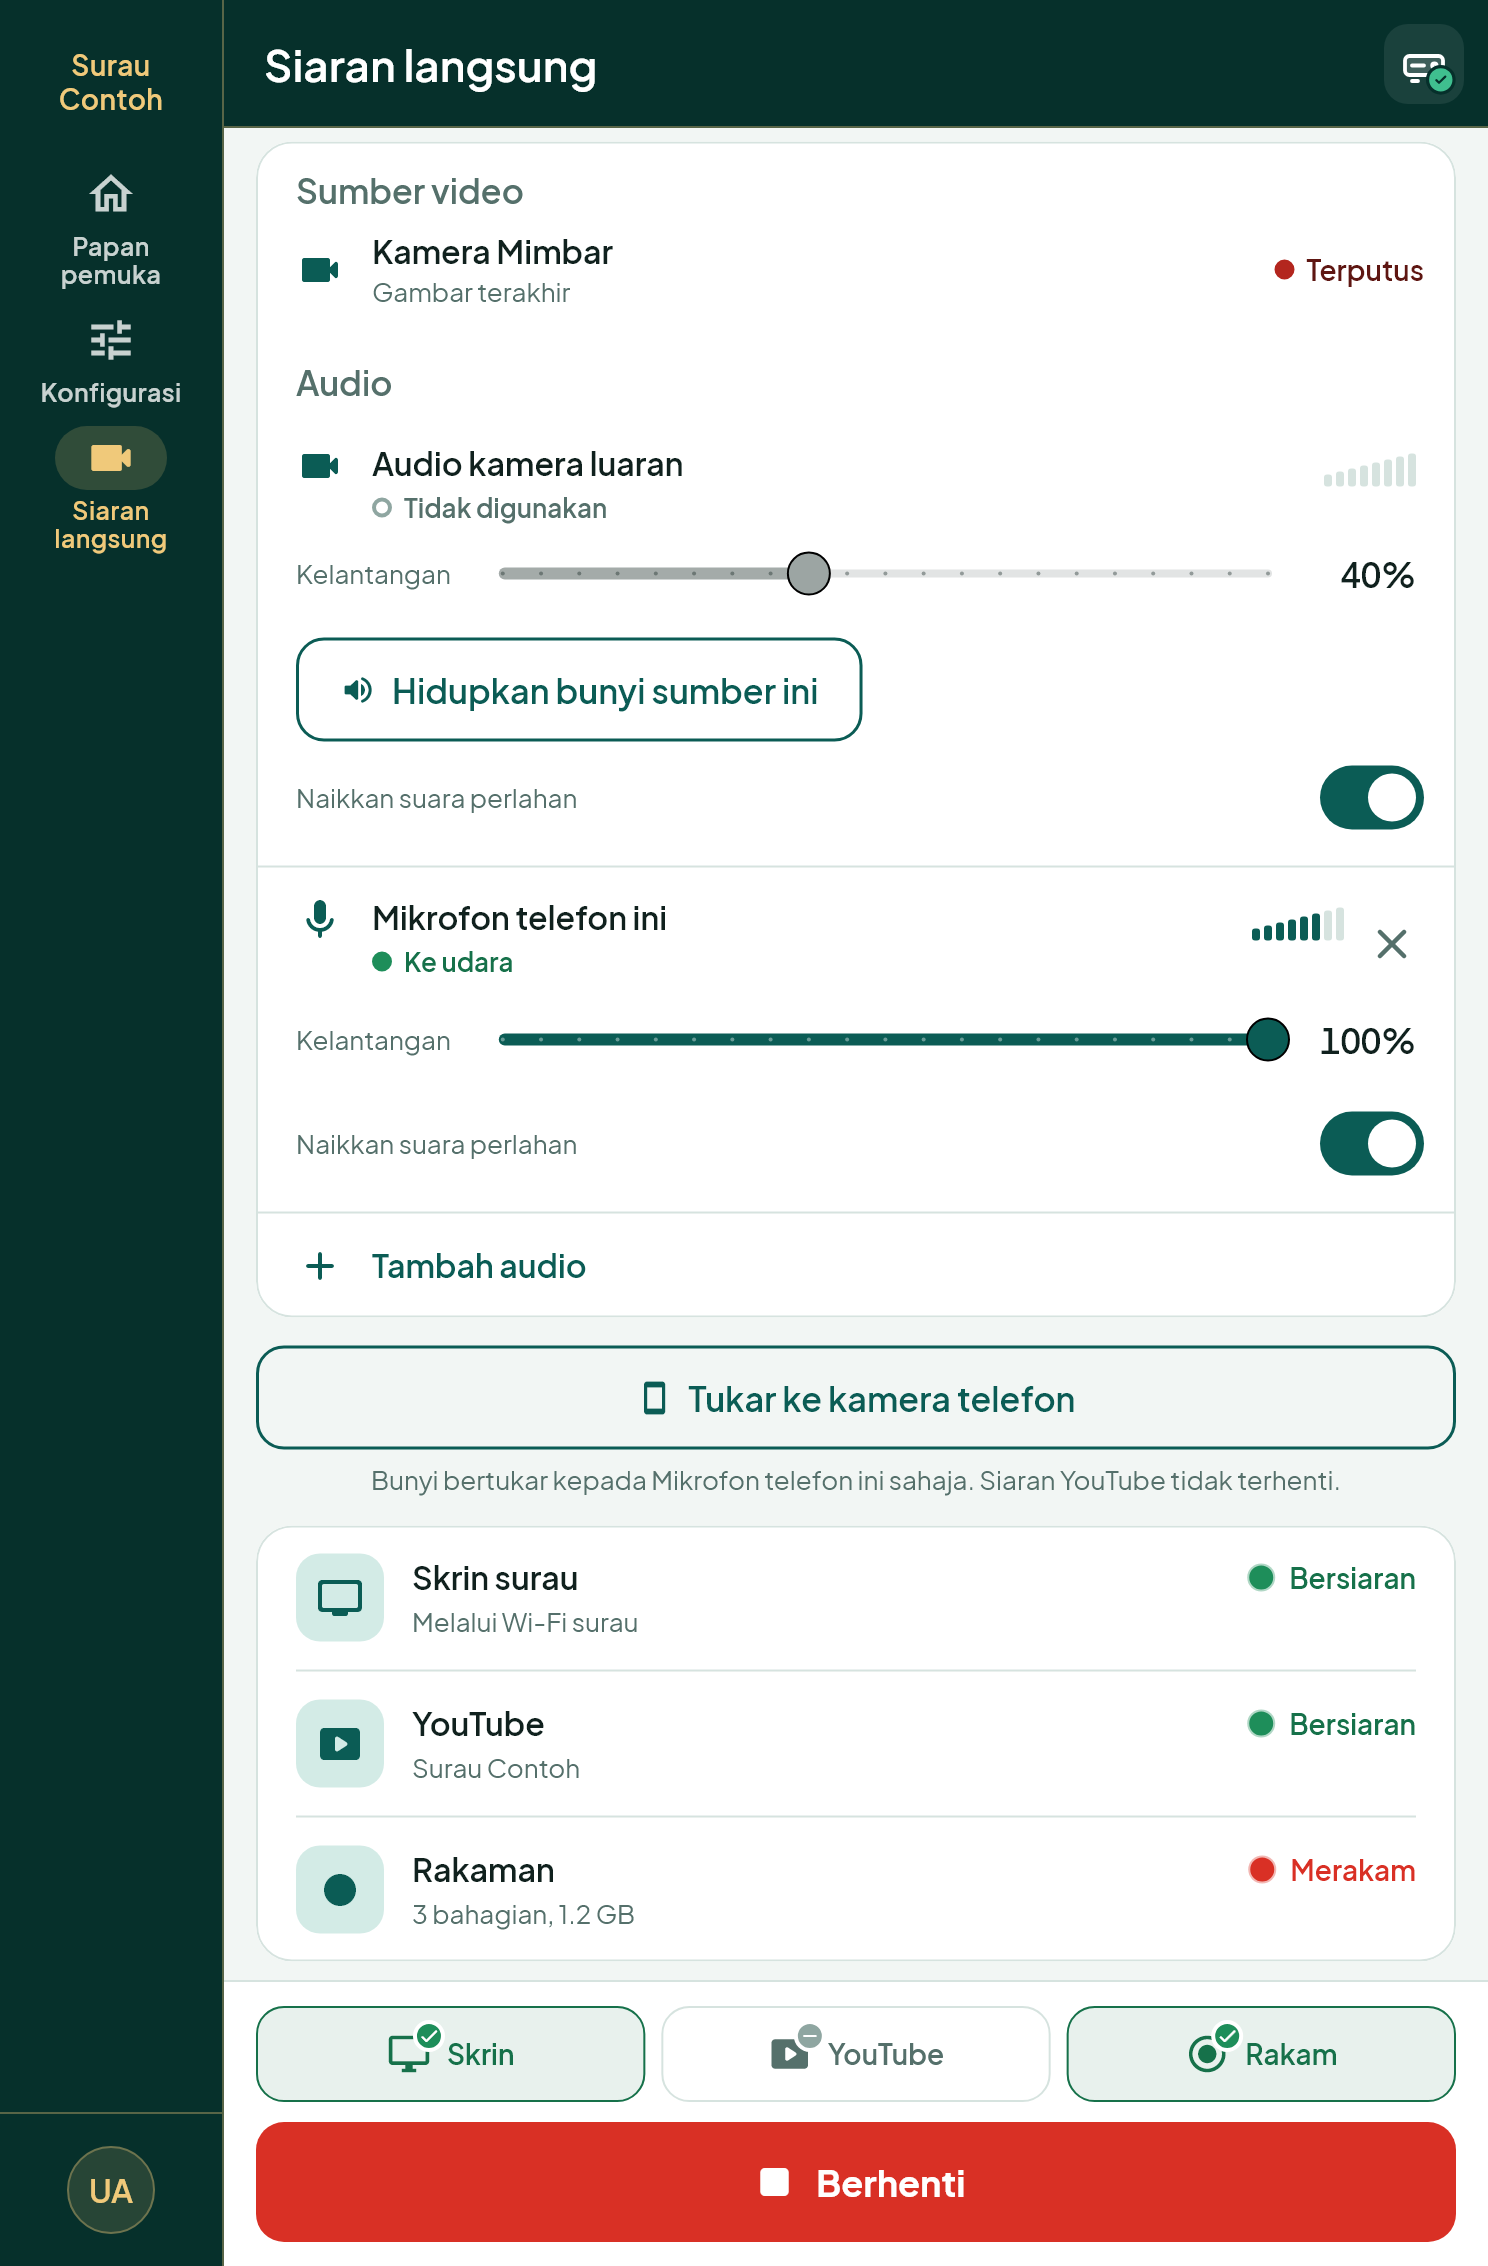 Surau
Contoh
Papan
pemuka
Konfigurasi
Siaran
langsung
UA
Siaran langsung
Sumber video
Kamera Mimbar
Gambar terakhir
Terputus
Audio
Audio kamera luaran
Tidak digunakan
Kelantangan
40%
Hidupkan bunyi sumber ini
Naikkan suara perlahan
Mikrofon telefon ini
Ke udara
Kelantangan
100%
Naikkan suara perlahan
Tambah audio
Tukar ke kamera telefon
Bunyi bertukar kepada Mikrofon telefon ini sahaja. Siaran YouTube tidak terhenti.
Skrin surau
Melalui Wi-Fi surau
Bersiaran
YouTube
Surau Contoh
Bersiaran
Rakaman
3 bahagian, 1.2 GB
Merakam
Skrin
YouTube
Rakam
Berhenti